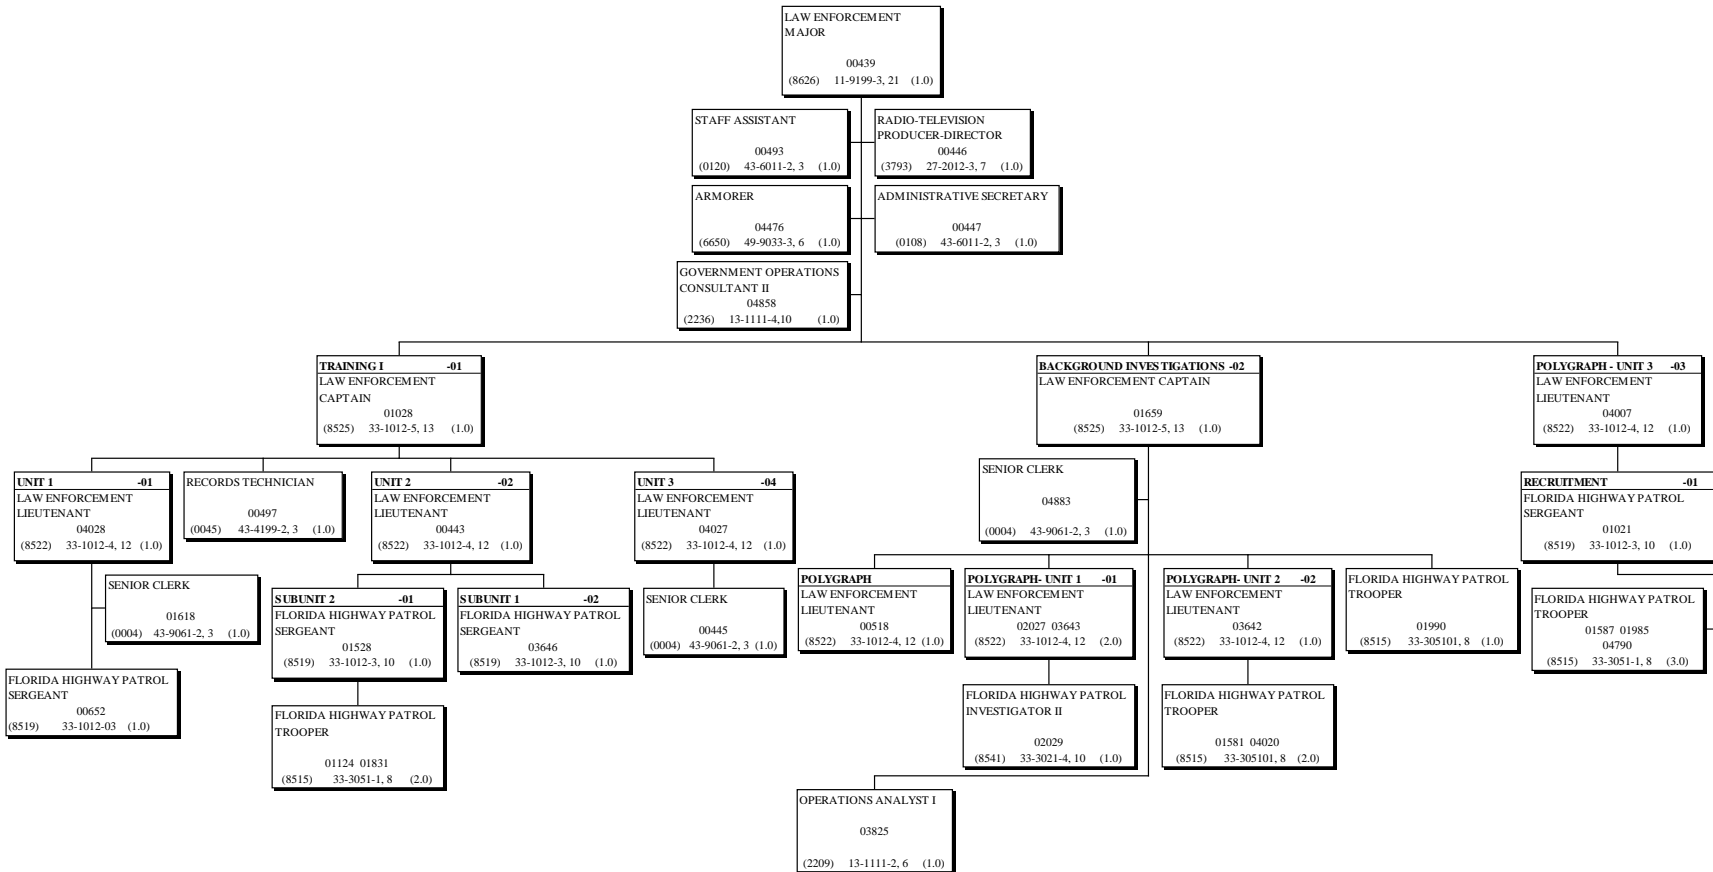 LAW ENFORCEMENT
MAJOR
00439
(8626) 11-9199-3, 21 (1.0)
STAFF ASSISTANT
00493
(0120) 43-6011-2, 3 (1.0)
RADIO-TELEVISION
PRODUCER-DIRECTOR
00446
(3793) 27-2012-3, 7 (1.0)
ARMORER
04476
(6650) 49-9033-3, 6 (1.0)
ADMINISTRATIVE SECRETARY
00447
(0108) 43-6011-2, 3 (1.0)
GOVERNMENT OPERATIONS
CONSULTANT II
04858
(2236) 13-1111-4,10 (1.0)
TRAINING I -01
LAW ENFORCEMENT
CAPTAIN
01028
(8525) 33-1012-5, 13 (1.0)
BACKGROUND INVESTIGATIONS -02
LAW ENFORCEMENT CAPTAIN
01659
(8525) 33-1012-5, 13 (1.0)
POLYGRAPH - UNIT 3 -03
LAW ENFORCEMENT
LIEUTENANT
04007
(8522) 33-1012-4, 12 (1.0)
UNIT 1 -01
LAW ENFORCEMENT
LIEUTENANT
04028
(8522) 33-1012-4, 12 (1.0)
RECORDS TECHNICIAN
00497
(0045) 43-4199-2, 3 (1.0)
UNIT 2 -02
LAW ENFORCEMENT
LIEUTENANT
00443
(8522) 33-1012-4, 12 (1.0)
UNIT 3 -04
LAW ENFORCEMENT
LIEUTENANT
04027
(8522) 33-1012-4, 12 (1.0)
SENIOR CLERK
04883
(0004) 43-9061-2, 3 (1.0)
RECRUITMENT -01
FLORIDA HIGHWAY PATROL
SERGEANT
01021
(8519) 33-1012-3, 10 (1.0)
SENIOR CLERK
01618
(0004) 43-9061-2, 3 (1.0)
SUBUNIT 2 -01
FLORIDA HIGHWAY PATROL
SERGEANT
01528
(8519) 33-1012-3, 10 (1.0)
SUBUNIT 1 -02
FLORIDA HIGHWAY PATROL
SERGEANT
03646
(8519) 33-1012-3, 10 (1.0)
SENIOR CLERK
00445
(0004) 43-9061-2, 3 (1.0)
POLYGRAPH
LAW ENFORCEMENT
LIEUTENANT
00518
(8522) 33-1012-4, 12 (1.0)
POLYGRAPH- UNIT 1 -01
LAW ENFORCEMENT
LIEUTENANT
02027 03643
(8522) 33-1012-4, 12 (2.0)
POLYGRAPH- UNIT 2 -02
LAW ENFORCEMENT
LIEUTENANT
03642
(8522) 33-1012-4, 12 (1.0)
FLORIDA HIGHWAY PATROL
TROOPER
01990
(8515) 33-305101, 8 (1.0)
FLORIDA HIGHWAY PATROL
TROOPER
01587 01985
04790
(8515) 33-3051-1, 8 (3.0)
FLORIDA HIGHWAY PATROL
SERGEANT
00652
(8519) 33-1012-03 (1.0)
FLORIDA HIGHWAY PATROL
TROOPER
01124 01831
(8515) 33-3051-1, 8 (2.0)
FLORIDA HIGHWAY PATROL
INVESTIGATOR II
02029
(8541) 33-3021-4, 10 (1.0)
FLORIDA HIGHWAY PATROL
TROOPER
01581 04020
(8515) 33-305101, 8 (2.0)
OPERATIONS ANALYST I
03825
(2209) 13-1111-2, 6 (1.0)